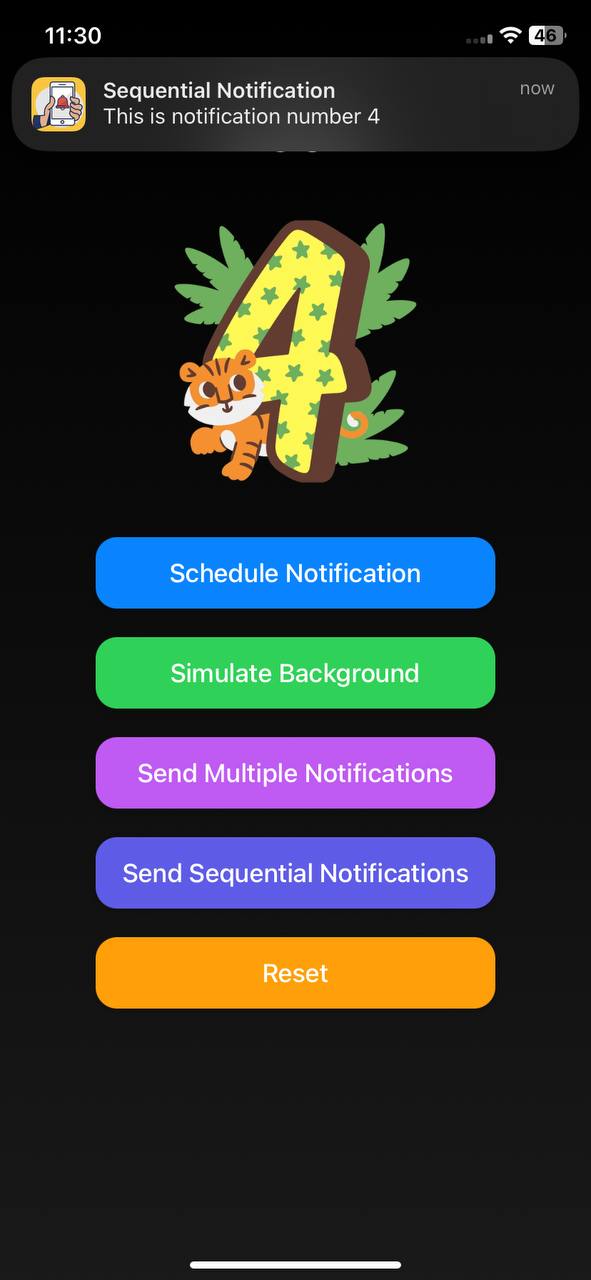 11:30
46
Sequential Notification
now
This is notification number 4
4
Schedule Notification
Simulate Background
Send Multiple Notifications
Send Sequential Notifications
Reset